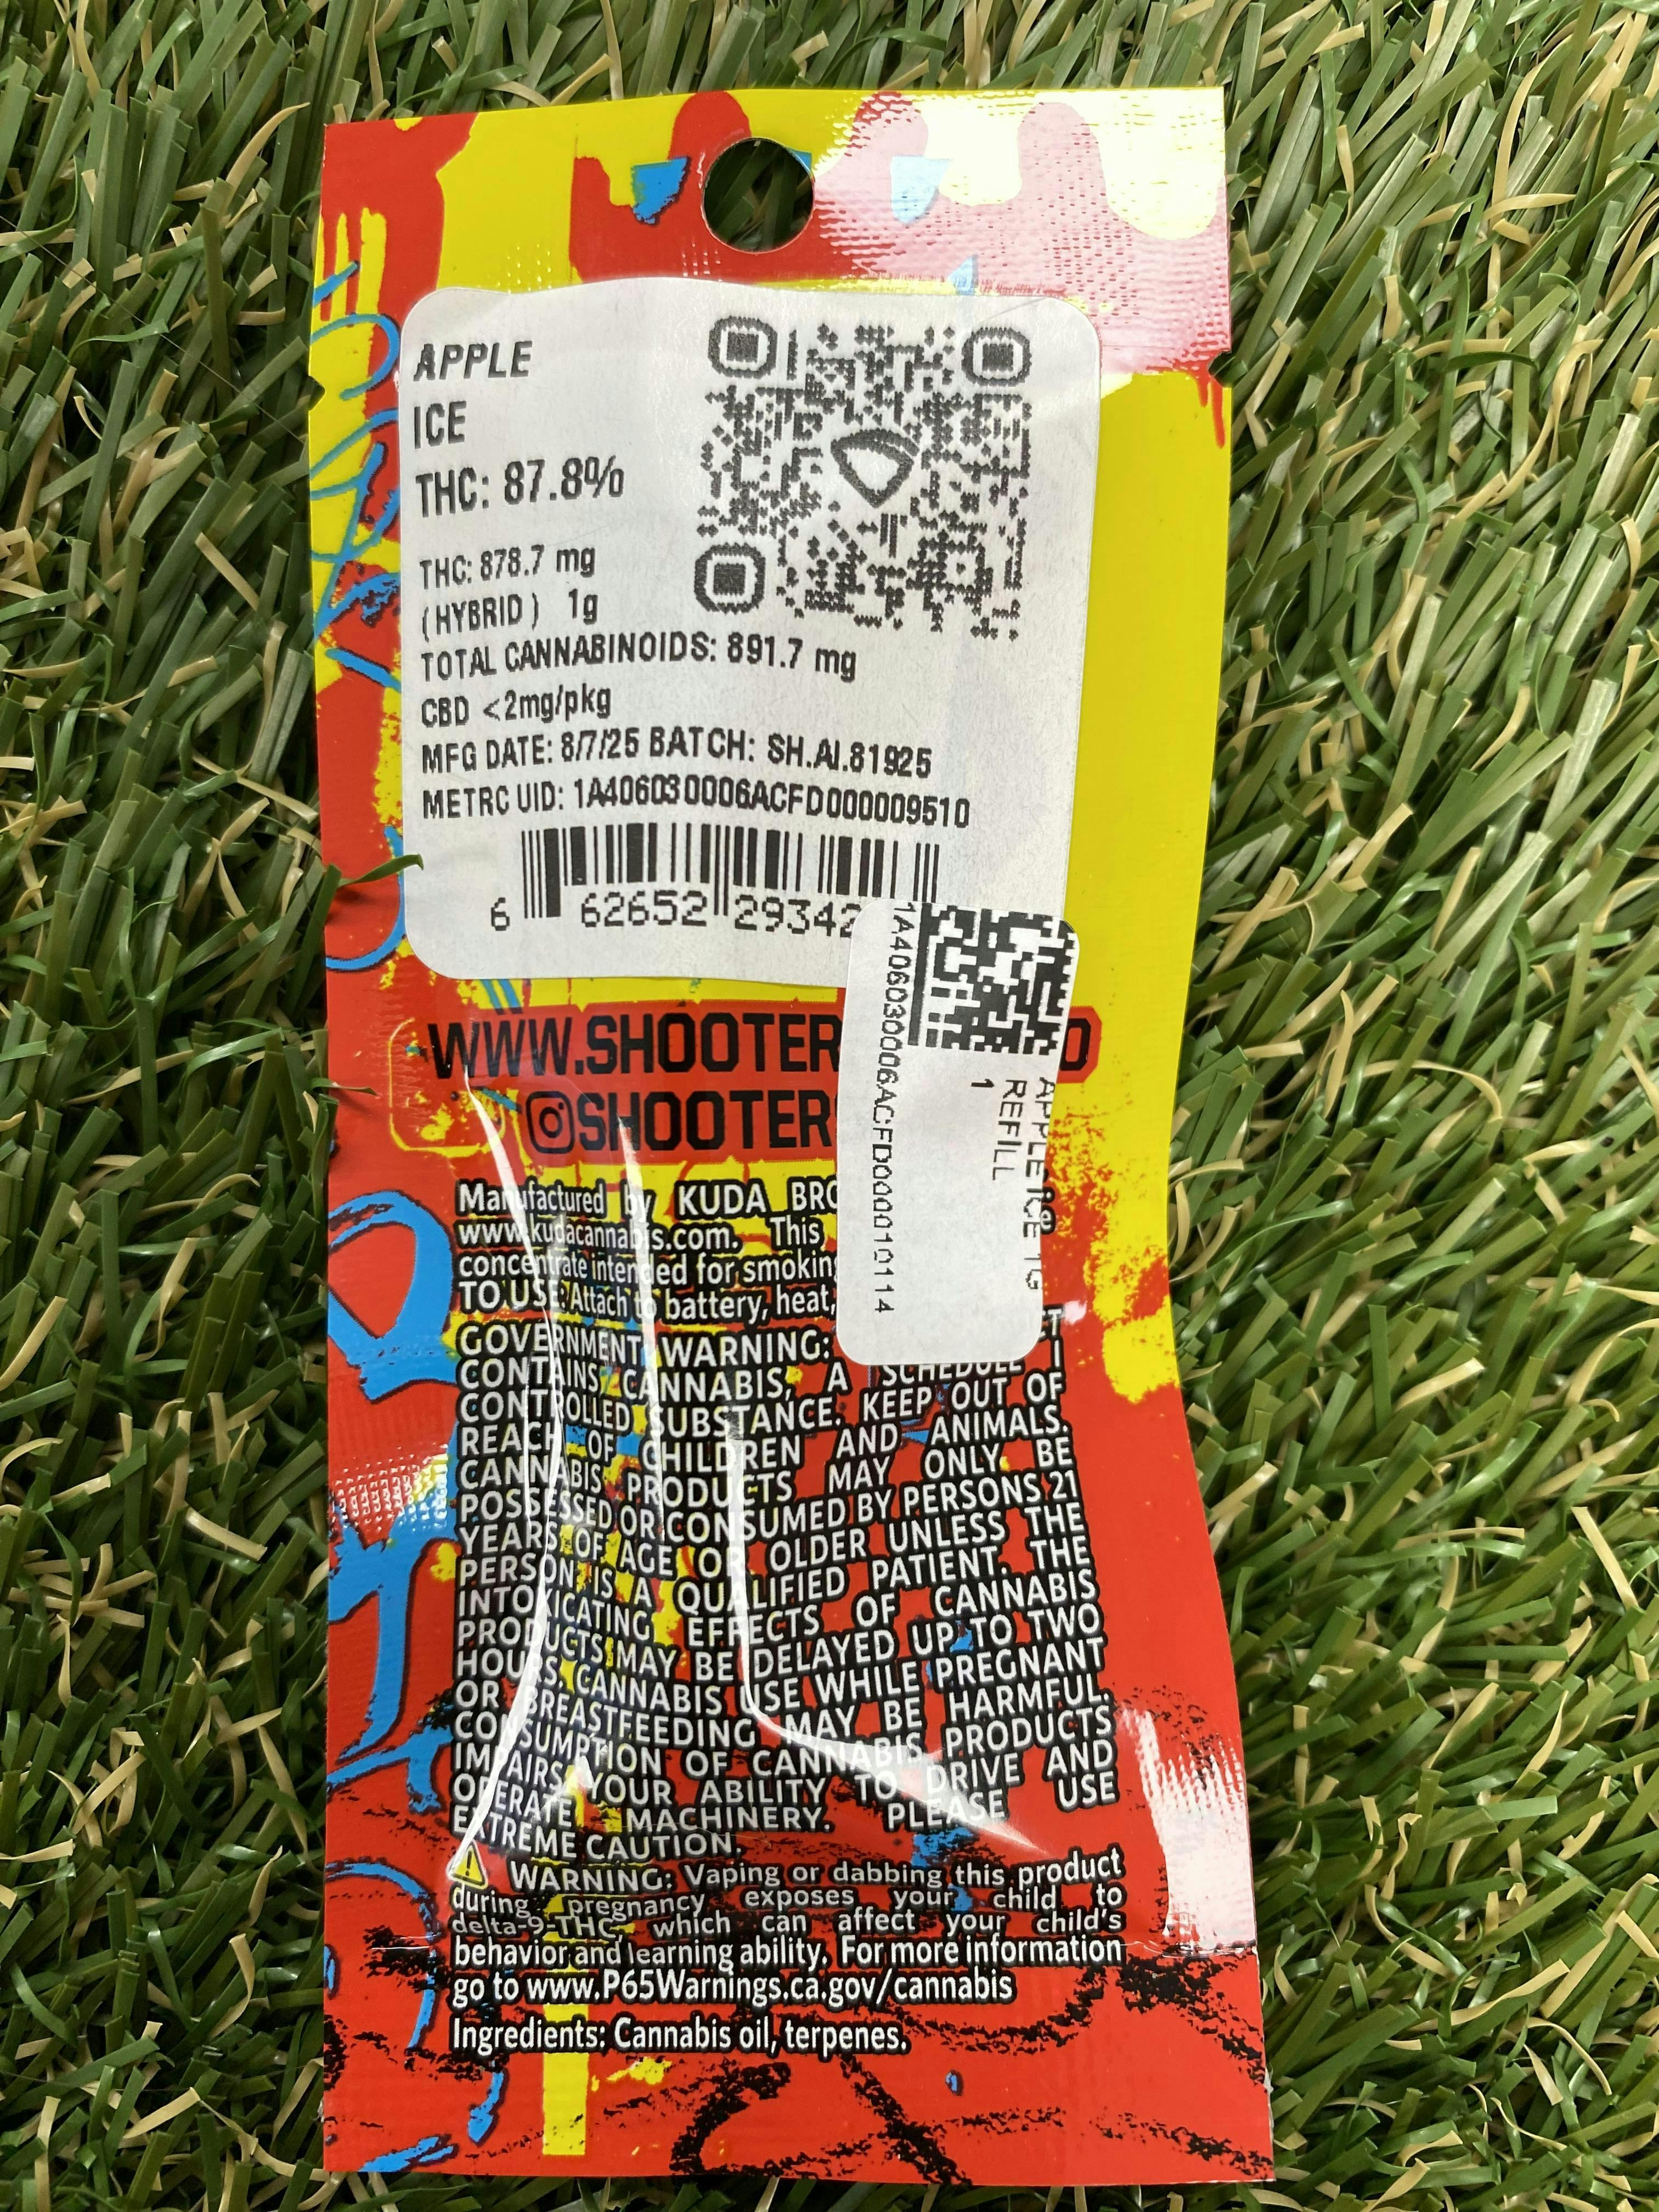 APPLE
ICE
THC: 87.8%
THC: 878.7 mg
(HYBRID) 1g
TOTAL CANNABINOIDS: 891.7 mg
CBD <2mg/pkg
MFG DATE: 8/7/25 BATCH: SH.AI.81925
METRC UID: 1A406030006ACFD000009510
6 62652 29342
1A406030006ACFD000010114
APPLE ICE 1G
REFILL
1
WWW.SHOOTER
@SHOOTER
Manufactured by KUDA
www.kudacannabis.com. This
concentrate intended for
TO USE: Attach to battery, heat,
GOVERNMENT WARNING:
CONTAINS CANNABIS, A SCHEDULE I
CONTROLLED SUBSTANCE. KEEP OUT OF
REACH OF CHILDREN AND ANIMALS.
CANNABIS PRODUCTS MAY ONLY BE
POSSESSED OR CONSUMED BY PERSONS 21
YEARS OF AGE OR OLDER UNLESS THE
PERSON IS A QUALIFIED PATIENT. THE
INTOXICATING EFFECTS OF CANNABIS
PRODUCTS MAY BE DELAYED UP TO TWO
HOURS. CANNABIS USE WHILE PREGNANT
OR BREASTFEEDING MAY BE HARMFUL.
CONSUMPTION OF CANNABIS PRODUCTS
IMPAIRS YOUR ABILITY TO DRIVE AND
OPERATE MACHINERY. PLEASE USE
EXTREME CAUTION.
WARNING: Vaping or dabbing this product
during pregnancy exposes your child to
delta-9-THC which can affect your child's
behavior and learning ability. For more information
go to www.P65Warnings.ca.gov/cannabis
Ingredients: Cannabis oil, terpenes.